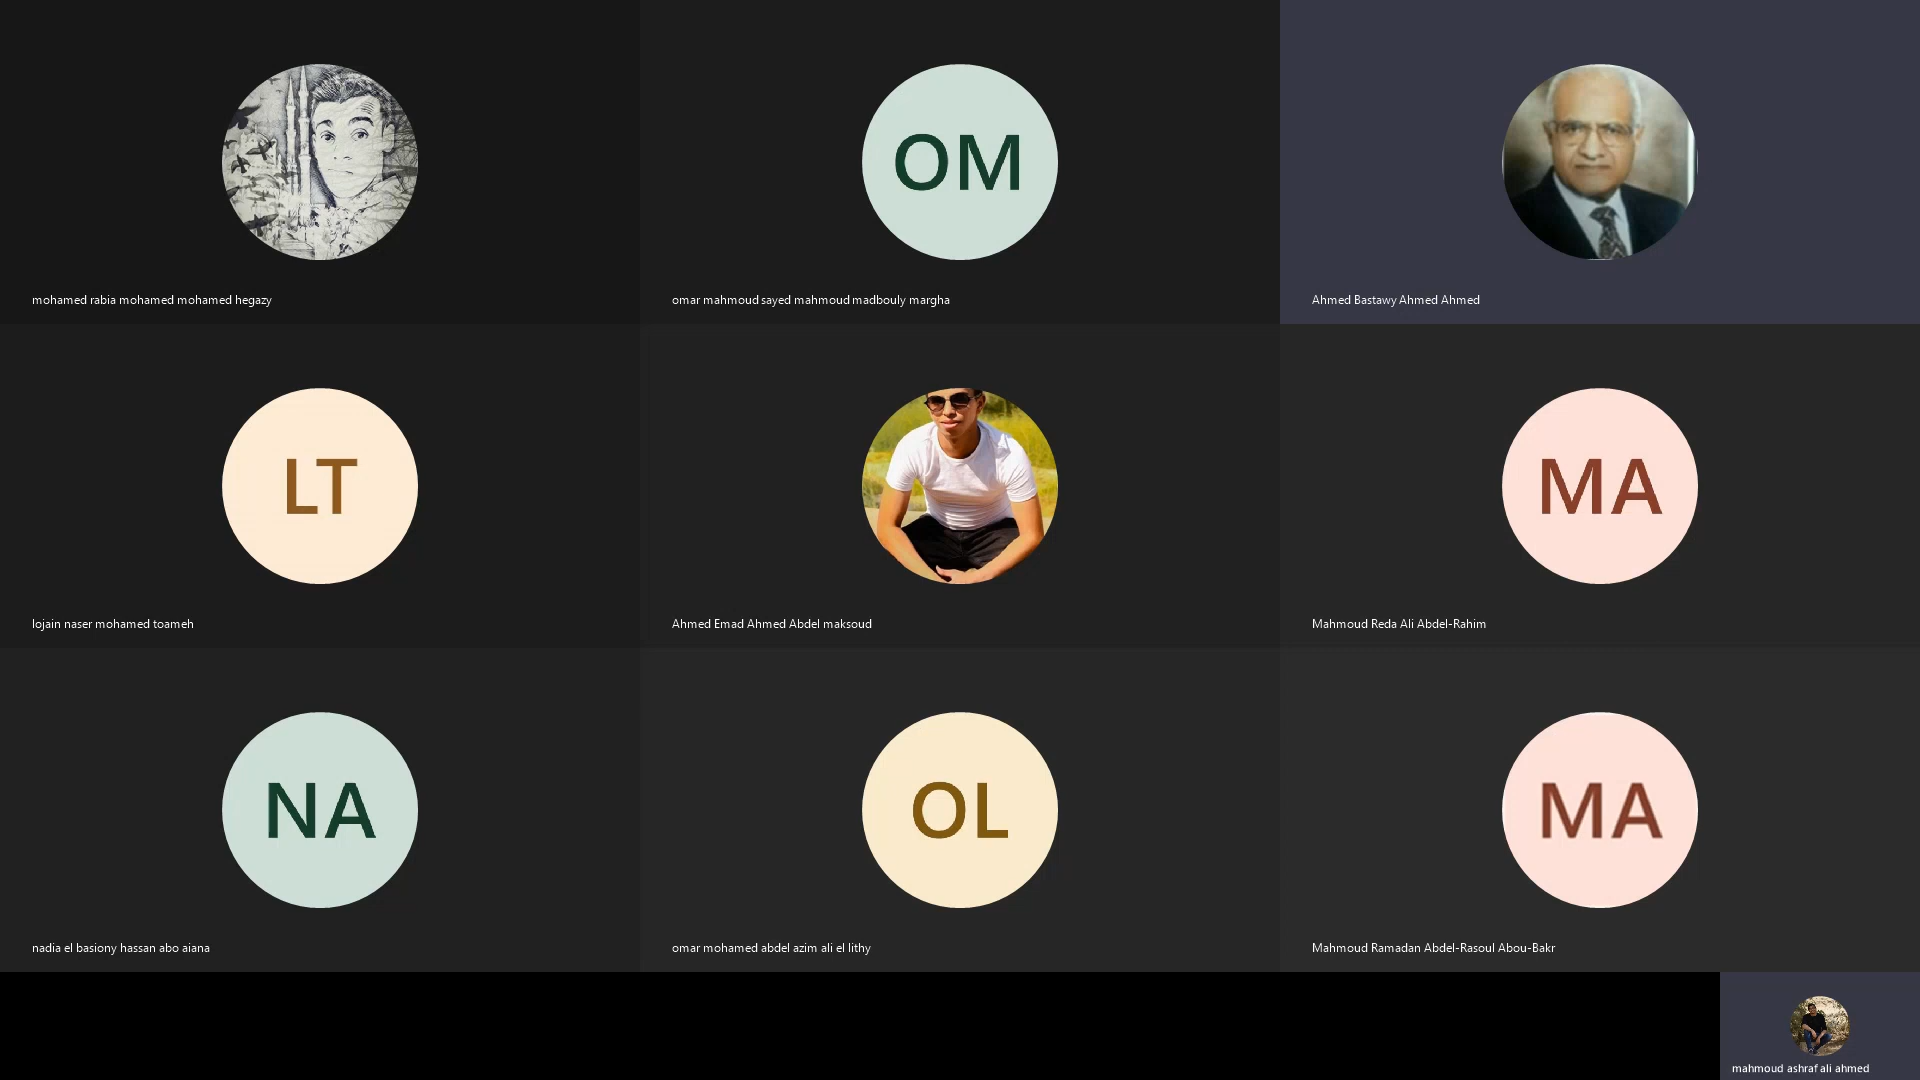 mohamed rabia mohamed mohamed hegazy
OM
omar mahmoud sayed mahmoud madbouly margha
Ahmed Bastawy Ahmed Ahmed
LT
lojain naser mohamed toameh
Ahmed Emad Ahmed Abdel maksoud
MA
Mahmoud Reda Ali Abdel-Rahim
NA
nadia el basiony hassan abo aiana
OL
omar mohamed abdel azim ali el lithy
MA
Mahmoud Ramadan Abdel-Rasoul Abou-Bakr
mahmoud ashraf ali ahmed